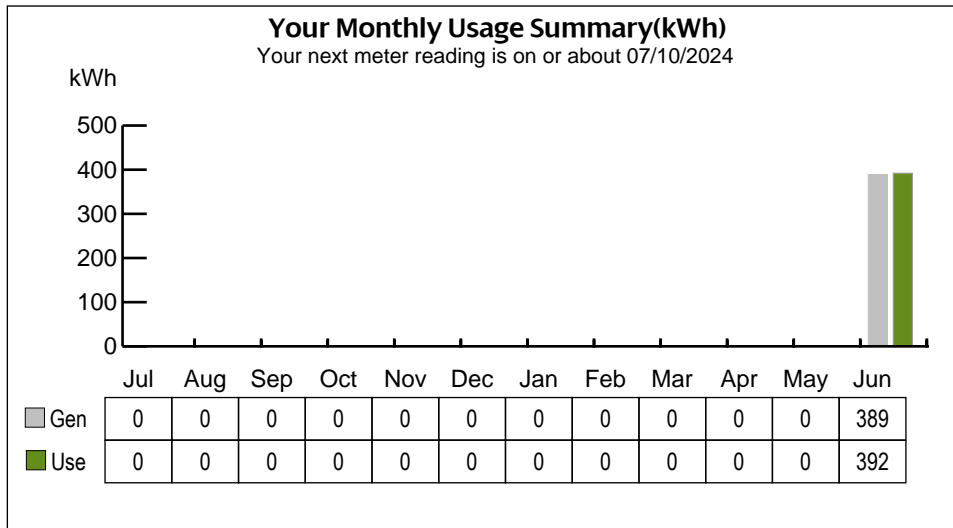 Your Monthly Usage Summary(kWh)
Your next meter reading is on or about 07/10/2024
kWh
500
400
300
200
100
0
Jul Aug Sep Oct Nov Dec Jan Feb Mar Apr May Jun
Gen 0 0 0 0 0 0 0 0 0 0 0 389
Use 0 0 0 0 0 0 0 0 0 0 0 392